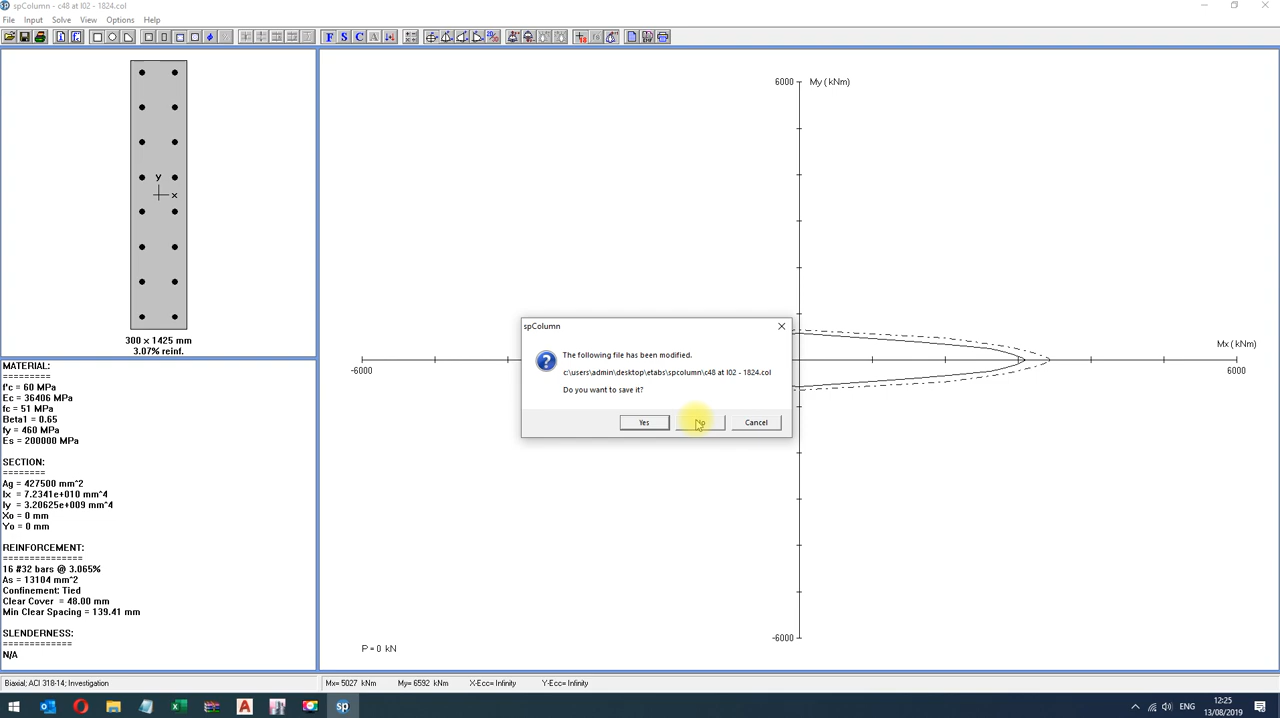 spColumn - c48 at l02 - 1824.col
File Input Solve View Options Help
F S C A
y
x
300 x 1425 mm
3.07% reinf.
MATERIAL:
=========
f'c = 60 MPa
Ec = 36406 MPa
fc = 51 MPa
Beta1 = 0.65
fy = 460 MPa
Es = 200000 MPa
SECTION:
========
Ag = 427500 mm^2
Ix = 7.2341e+010 mm^4
Iy = 3.20625e+009 mm^4
Xo = 0 mm
Yo = 0 mm
REINFORCEMENT:
==============
16 #32 bars @ 3.065%
As = 13104 mm^2
Confinement: Tied
Clear Cover = 48.00 mm
Min Clear Spacing = 139.41 mm
SLENDERNESS:
============
N/A
6000 My ( kNm)
Mx ( kNm)
-6000
6000
-6000
P = 0 kN
spColumn
The following file has been modified.
c:\users\admin\desktop\etabs\spcolumn\c48 at l02 - 1824.col
Do you want to save it?
Yes No Cancel
Biaxial; ACI 318-14; Investigation
Mx= 5027 kNm My= 6592 kNm X-Ecc= Infinity Y-Ecc= Infinity
ENG
12:25
13/08/2019